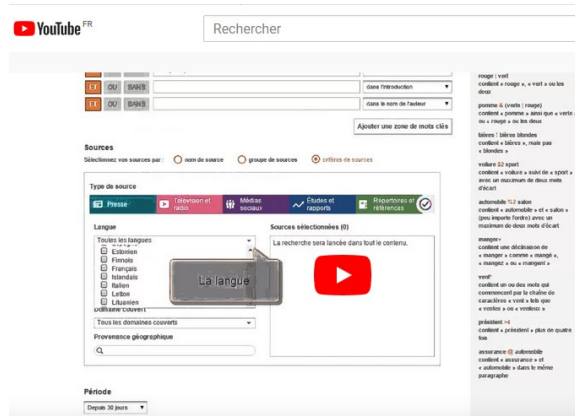 YouTube FR
Rechercher
ET OU SANS
dans l'introduction
ET OU SANS
dans le nom de l'auteur
Ajouter une zone de mots clés
Sources
Sélectionnez vos sources par : nom de source groupe de sources critères de sources
Type de source
Presse
Télévision et radio
Médias sociaux
Études et rapports
Répertoires et références
Langue
Toutes les langues
Estonien
Finnois
Français
Islandais
Italien
Letton
Lituanien
La langue
Domaine couvert
Tous les domaines couverts
Provenance géographique
Sources sélectionnées (0)
La recherche sera lancée dans tout le contenu.
Période
Depuis 30 jours
rouge | vert
contient « rouge », « vert » ou les
deux
pomme & (verte | rouge)
contient « pomme » ainsi que « verte »
ou « rouge » ou les deux
bières ! bières blondes
contient « bières », mais pas
« blondes »
voiture $2 sport
contient « voiture » suivi de « sport »
avec un maximum de deux mots
d'écart
automobile %2 salon
contient « automobile » et « salon »
(peu importe l'ordre) avec un
maximum de deux mots d'écart
manger+
contient une déclinaison de
« manger » comme « mangé »,
« mangez » ou « mangent »
vent*
contient un ou des mots qui
commencent par la chaîne de
caractères « vent » tels que
« ventes » ou « venteux »
président >4
contient « président » plus de quatre
fois
assurance @ automobile
contient « assurance » et
« automobile » dans le même
paragraphe